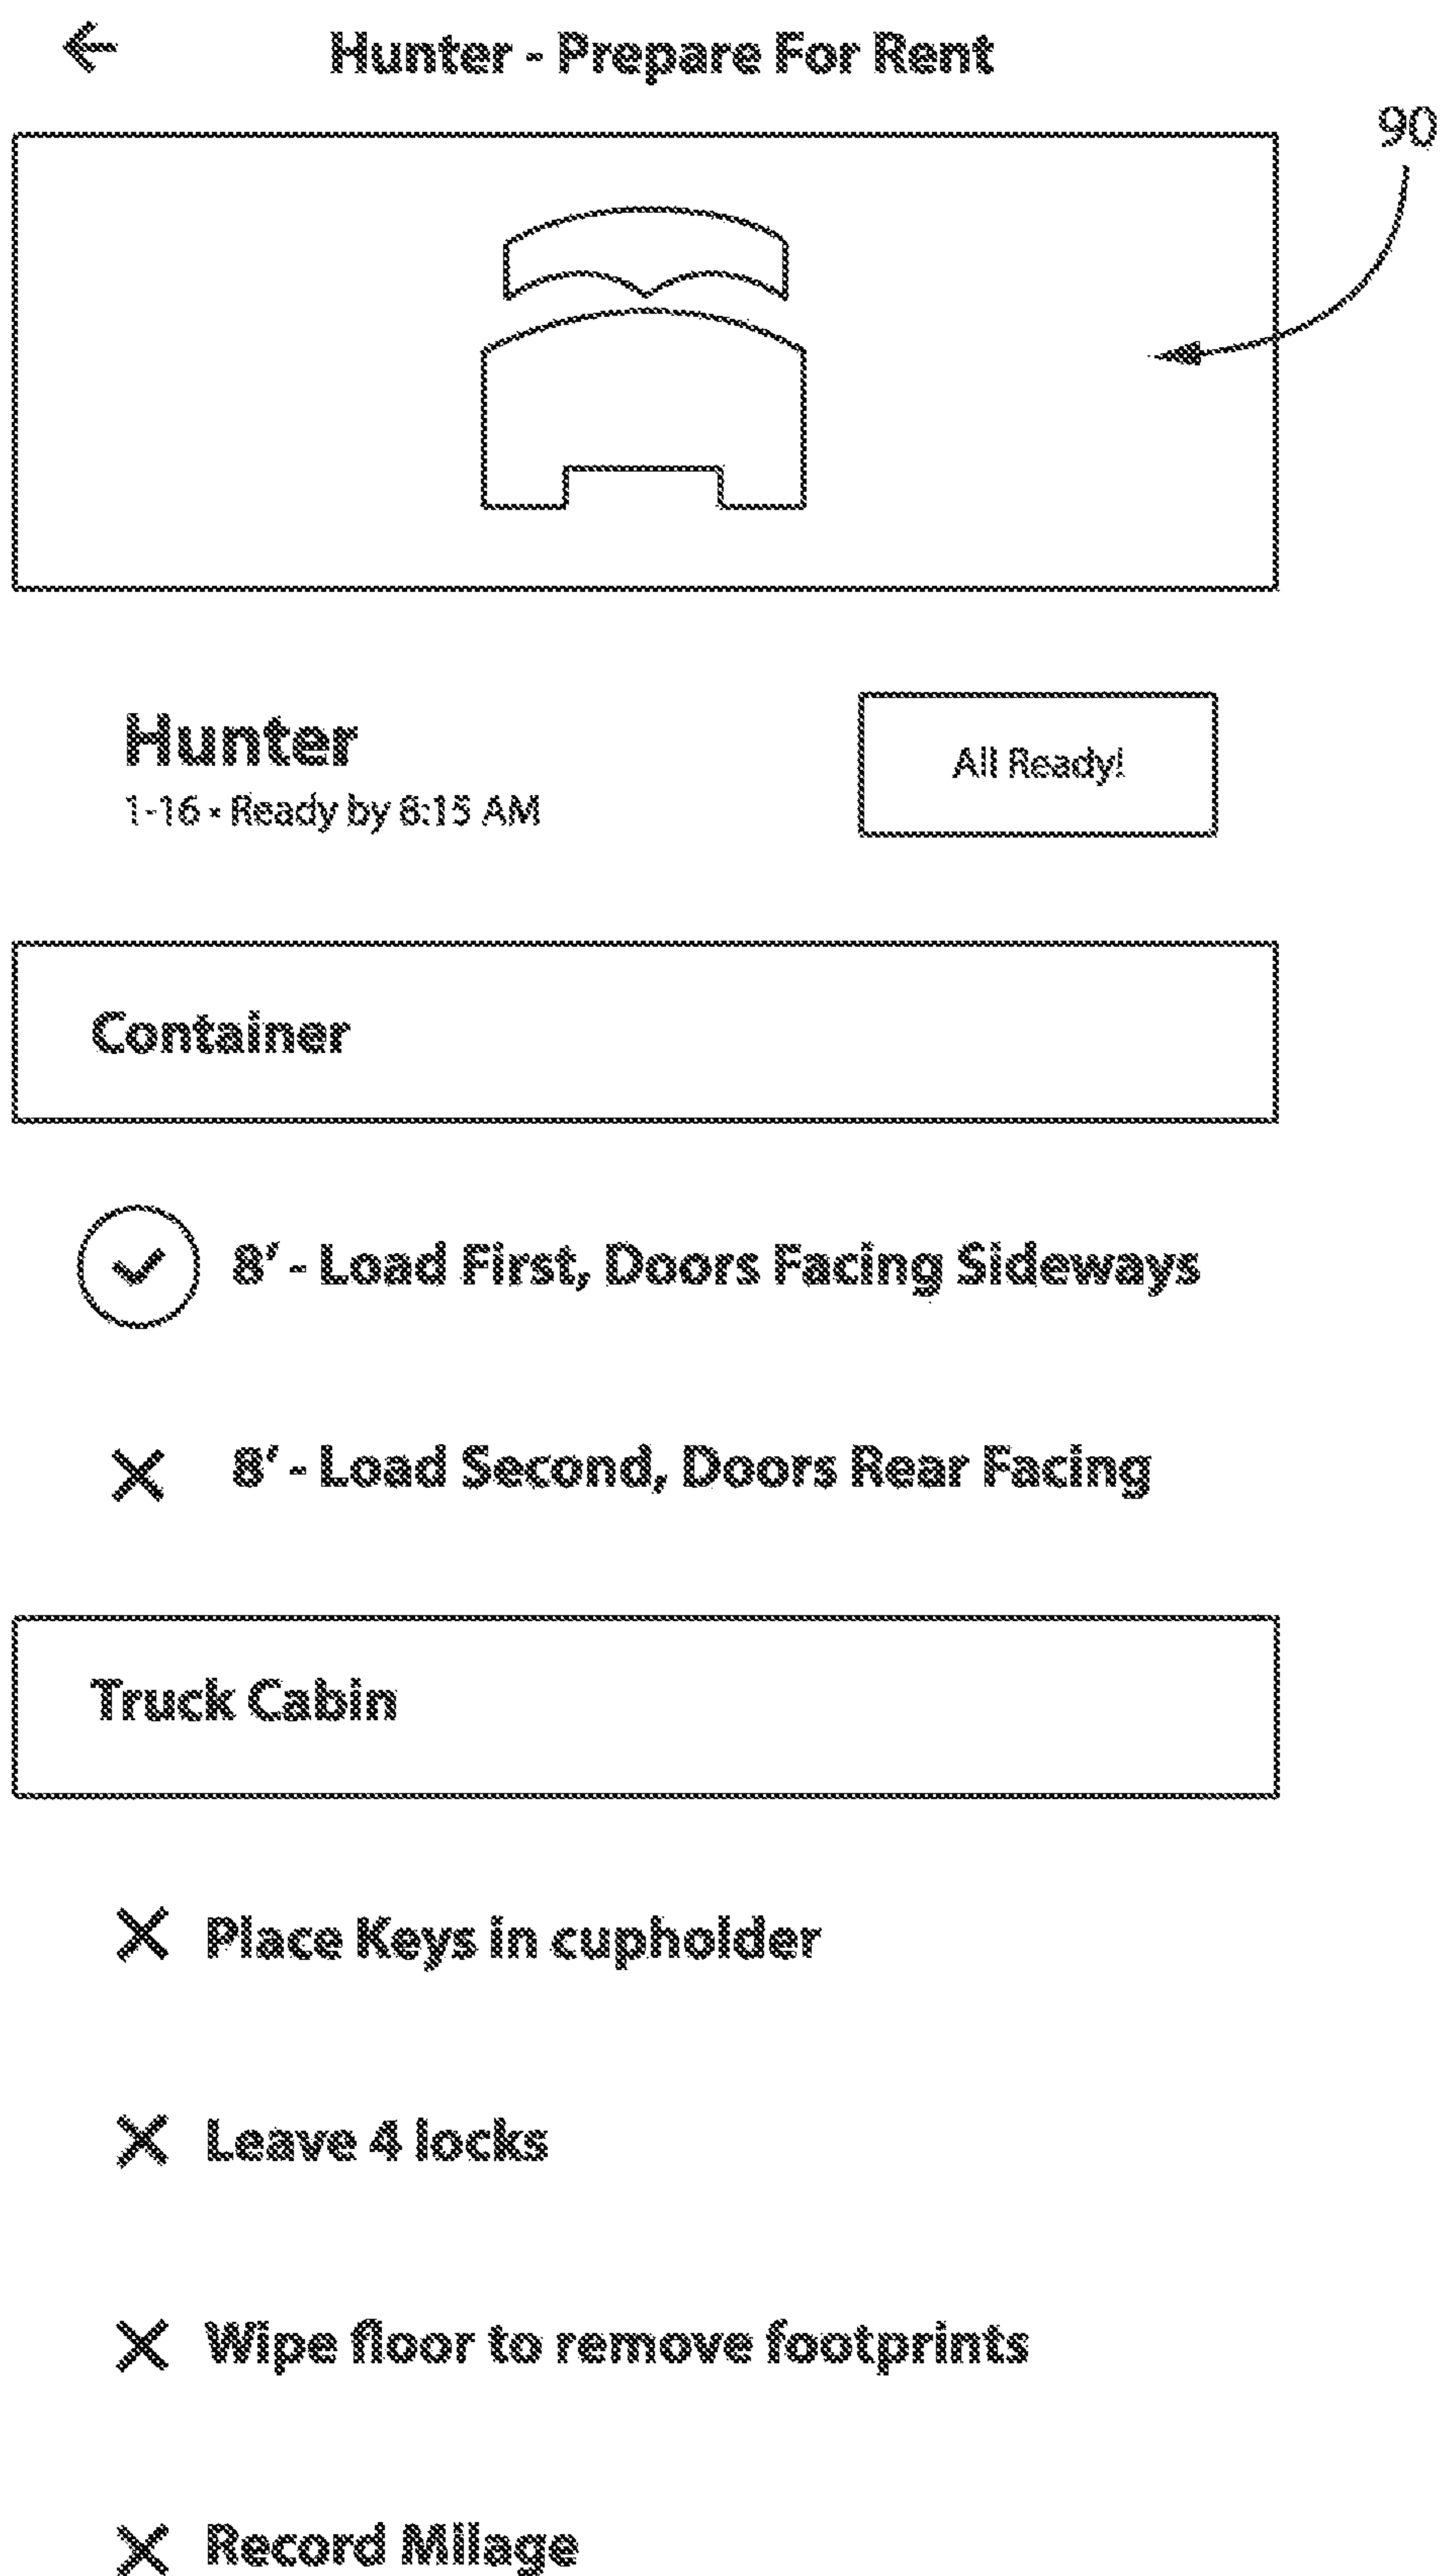 Hunter - Prepare For Rent
90
Hunter
1-16 • Ready by 8:15 AM
All Ready!
Container
8' - Load First, Doors Facing Sideways
8' - Load Second, Doors Rear Facing
Truck Cabin
Place Keys in cupholder
Leave 4 locks
Wipe floor to remove footprints
Record Milage